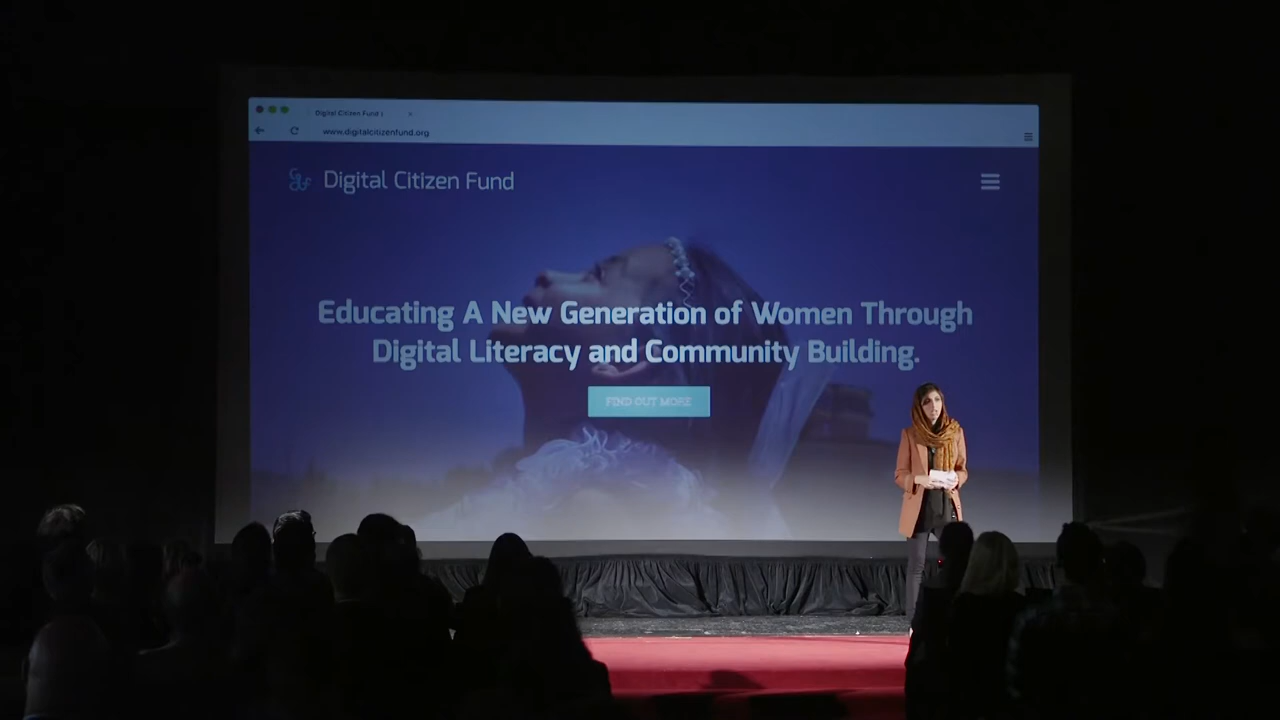 Digital Citizen Fund |
www.digitalcitizenfund.org
Digital Citizen Fund
Educating A New Generation of Women Through
Digital Literacy and Community Building.
FIND OUT MORE